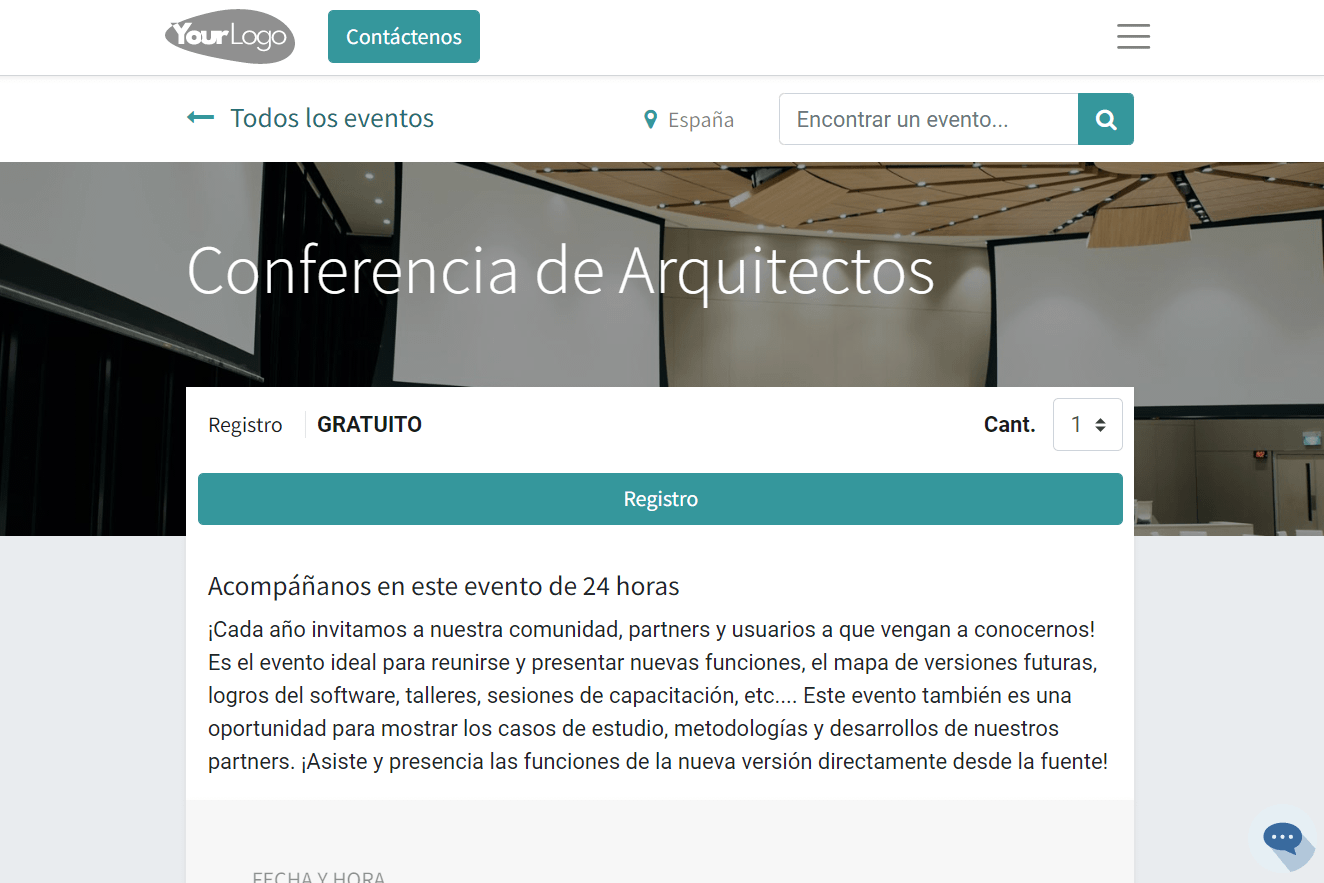 YourLogo
Contáctenos
Todos los eventos
España
Encontrar un evento...
Conferencia de Arquitectos
Registro
GRATUITO
Cant.
1
Registro
Acompáñanos en este evento de 24 horas
¡Cada año invitamos a nuestra comunidad, partners y usuarios a que vengan a conocernos!
Es el evento ideal para reunirse y presentar nuevas funciones, el mapa de versiones futuras,
logros del software, talleres, sesiones de capacitación, etc.... Este evento también es una
oportunidad para mostrar los casos de estudio, metodologías y desarrollos de nuestros
partners. ¡Asiste y presencia las funciones de la nueva versión directamente desde la fuente!
FECHA Y HORA